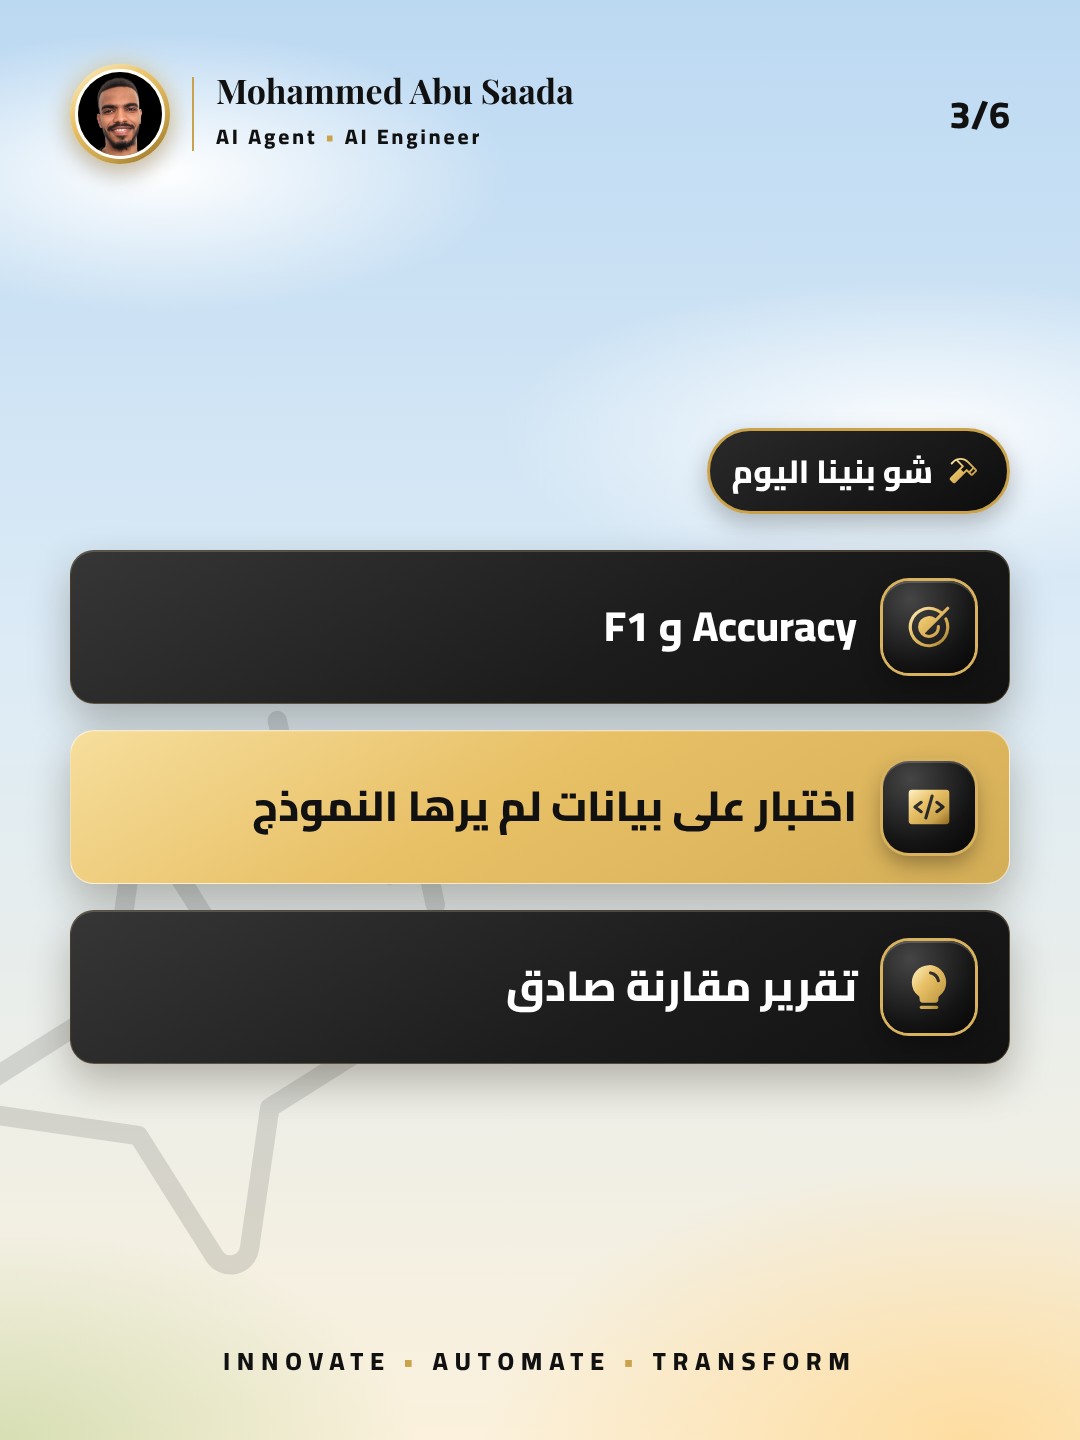 Mohammed Abu Saada
AI Agent ▪ AI Engineer
3/6
شو بنينا اليوم
Accuracy و F1
اختبار على بيانات لم يرها النموذج
تقرير مقارنة صادق
INNOVATE ▪ AUTOMATE ▪ TRANSFORM